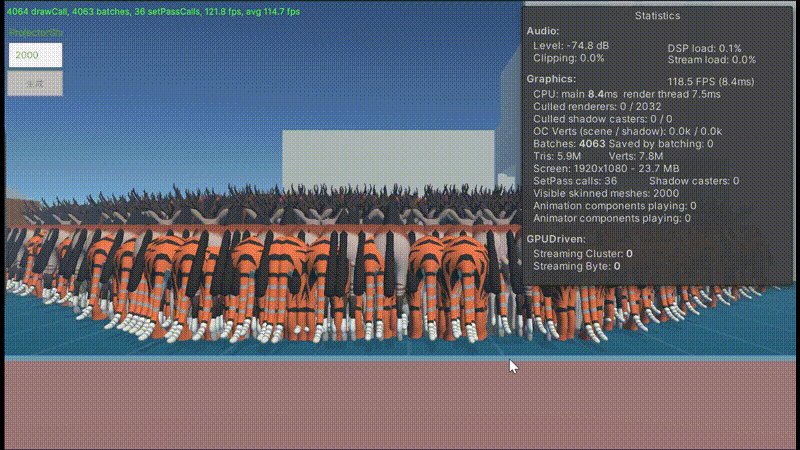 4064 drawCall, 4063 batches, 36 setPassCalls, 121.8 fps, avg 114.7 fps
2000
生成
Statistics
Audio:
Level: -74.8 dB
DSP load: 0.1%
Clipping: 0.0%
Stream load: 0.0%
Graphics:
118.5 FPS (8.4ms)
CPU: main 8.4ms render thread 7.5ms
Culled renderers: 0 / 2032
Culled shadow casters: 0 / 0
OC Verts (scene / shadow): 0.0k / 0.0k
Batches: 4063 Saved by batching: 0
Tris: 5.9M Verts: 7.8M
Screen: 1920x1080 - 23.7 MB
SetPass calls: 36 Shadow casters: 0
Visible skinned meshes: 2000
Animation components playing: 0
Animator components playing: 0
GPUDriven:
Streaming Cluster: 0
Streaming Byte: 0